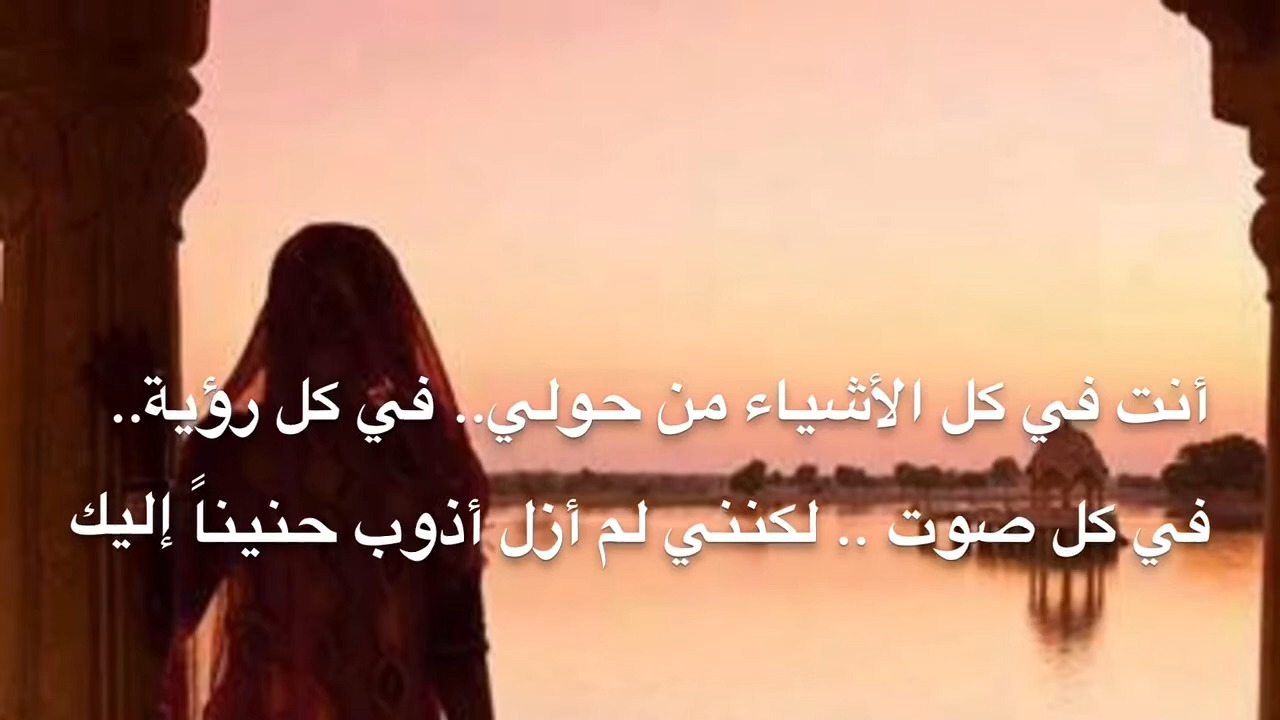 أنت في كل الأشياء من حولي.. في كل رؤية..
في كل صوت .. لكنني لم أزل أذوب حنيناً إليك